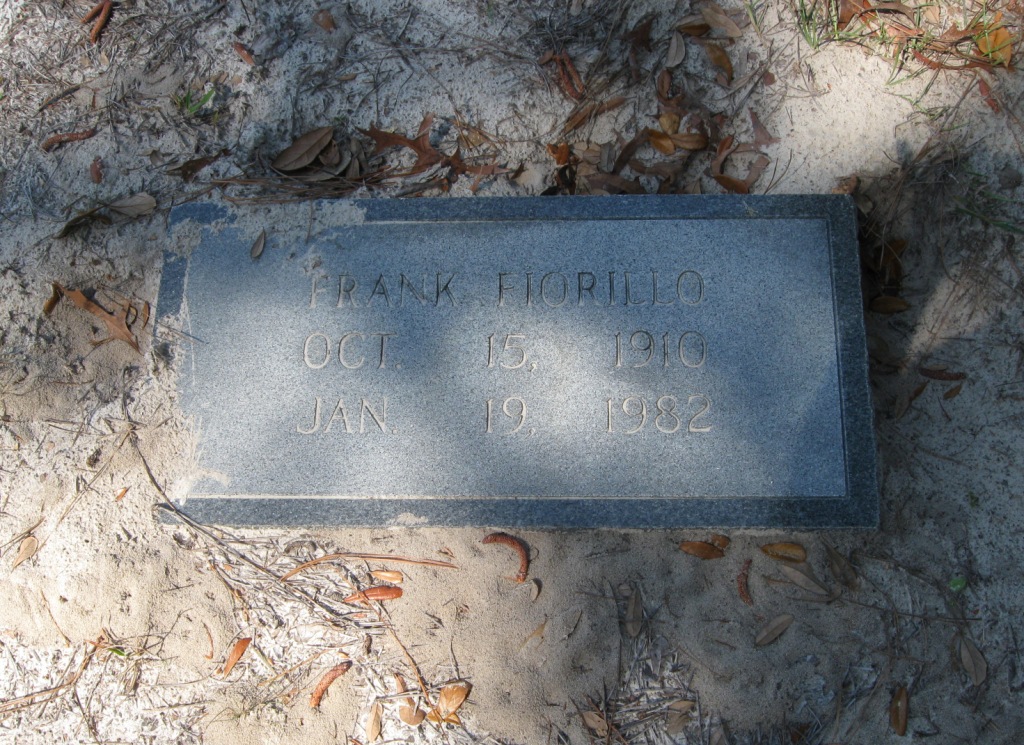 FRANK FIORILLO
OCT. 15, 1910
JAN. 19, 1982